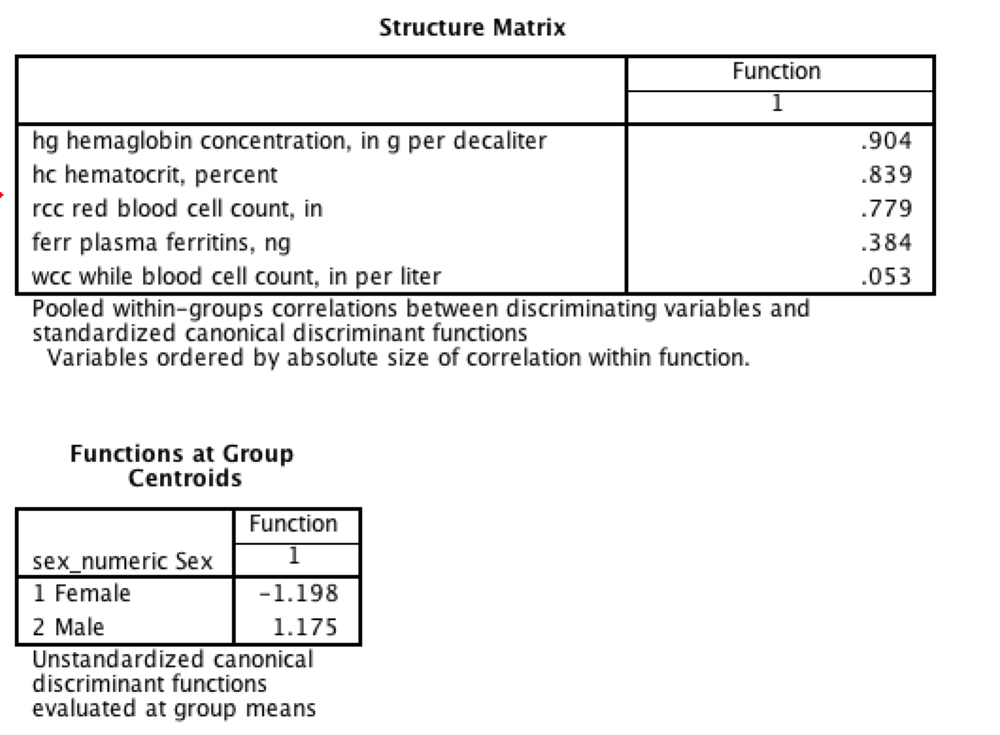 Structure Matrix
Function
1
hg hemaglobin concentration, in g per decaliter .904
hc hematocrit, percent .839
rcc red blood cell count, in .779
ferr plasma ferritins, ng .384
wcc while blood cell count, in per liter .053
Pooled within-groups correlations between discriminating variables and
standardized canonical discriminant functions
Variables ordered by absolute size of correlation within function.
Functions at Group
Centroids
Function
sex_numeric Sex 1
1 Female -1.198
2 Male 1.175
Unstandardized canonical
discriminant functions
evaluated at group means